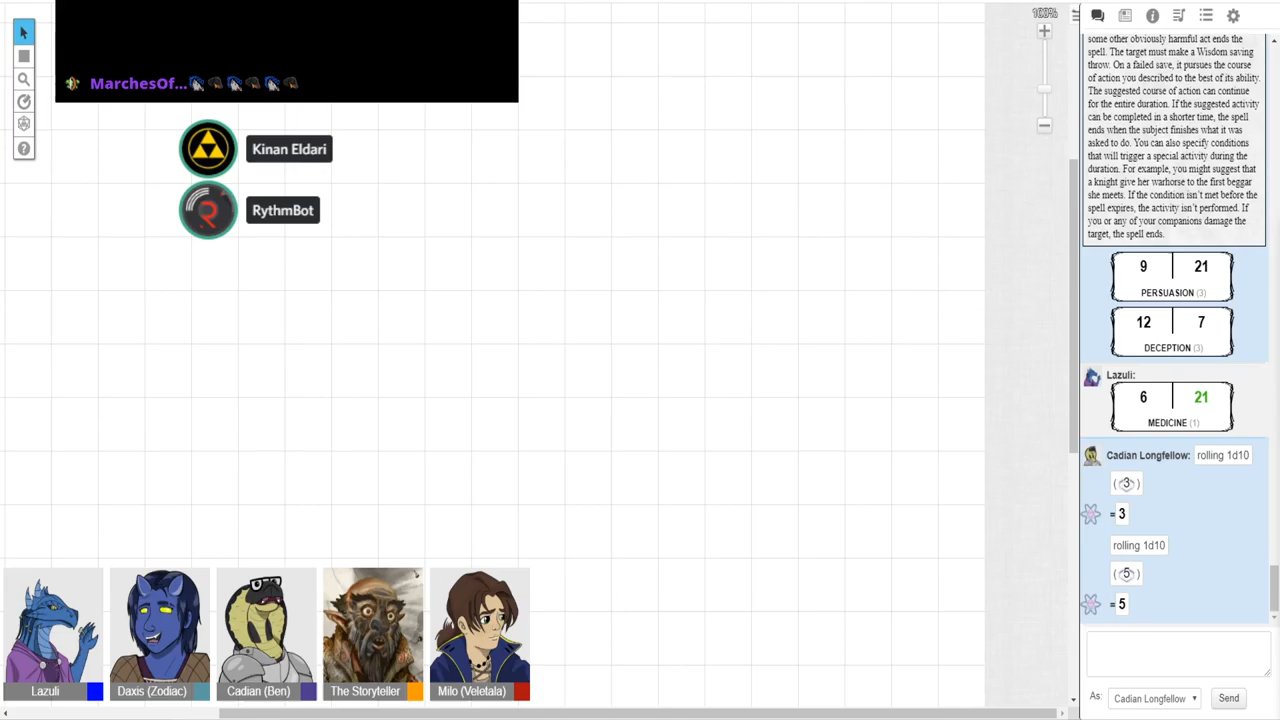 MarchesOf...
Kinan Eldari
RythmBot
Lazuli
Daxis (Zodiac)
Cadian (Ben)
The Storyteller
Milo (Veletala)
100%
some other obviously harmful act ends the
spell. The target must make a Wisdom saving
throw. On a failed save, it pursues the course
of action you described to the best of its ability.
The suggested course of action can continue
for the entire duration. If the suggested activity
can be completed in a shorter time, the spell
ends when the subject finishes what it was
asked to do. You can also specify conditions
that will trigger a special activity during the
duration. For example, you might suggest that
a knight give her warhorse to the first beggar
she meets. If the condition isn't met before the
spell expires, the activity isn't performed. If
you or any of your companions damage the
target, the spell ends.
9 21
PERSUASION (3)
12 7
DECEPTION (3)
Lazuli:
6 21
MEDICINE (1)
Cadian Longfellow: rolling 1d10
(3)
= 3
rolling 1d10
(5)
= 5
As: Cadian Longfellow Send